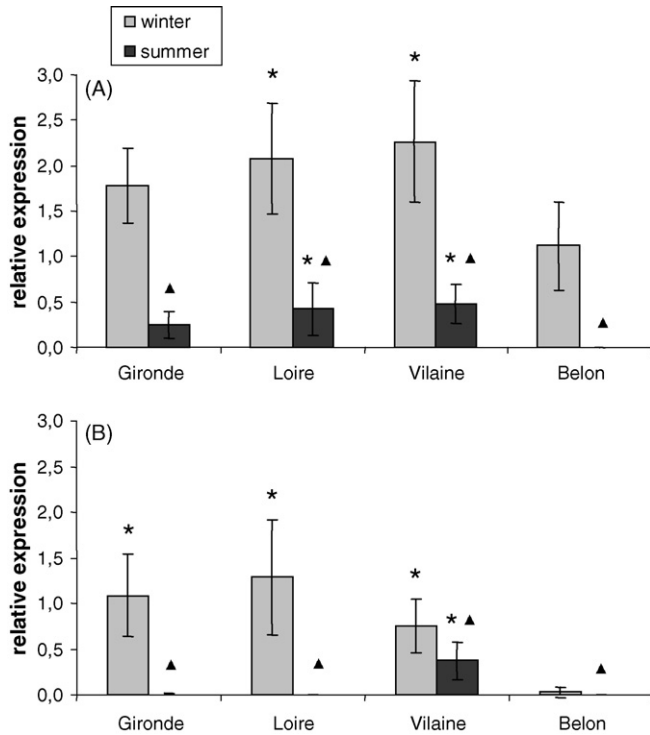 winter
summer
(A)
relative expression
3,0
2,5
2,0
1,5
1,0
0,5
0,0
* *
* ▲ * ▲
▲ ▲
Gironde Loire Vilaine Belon
(B)
relative expression
3,0
2,5
2,0
1,5
1,0
0,5
0,0
* * * * ▲
▲ ▲ ▲
Gironde Loire Vilaine Belon